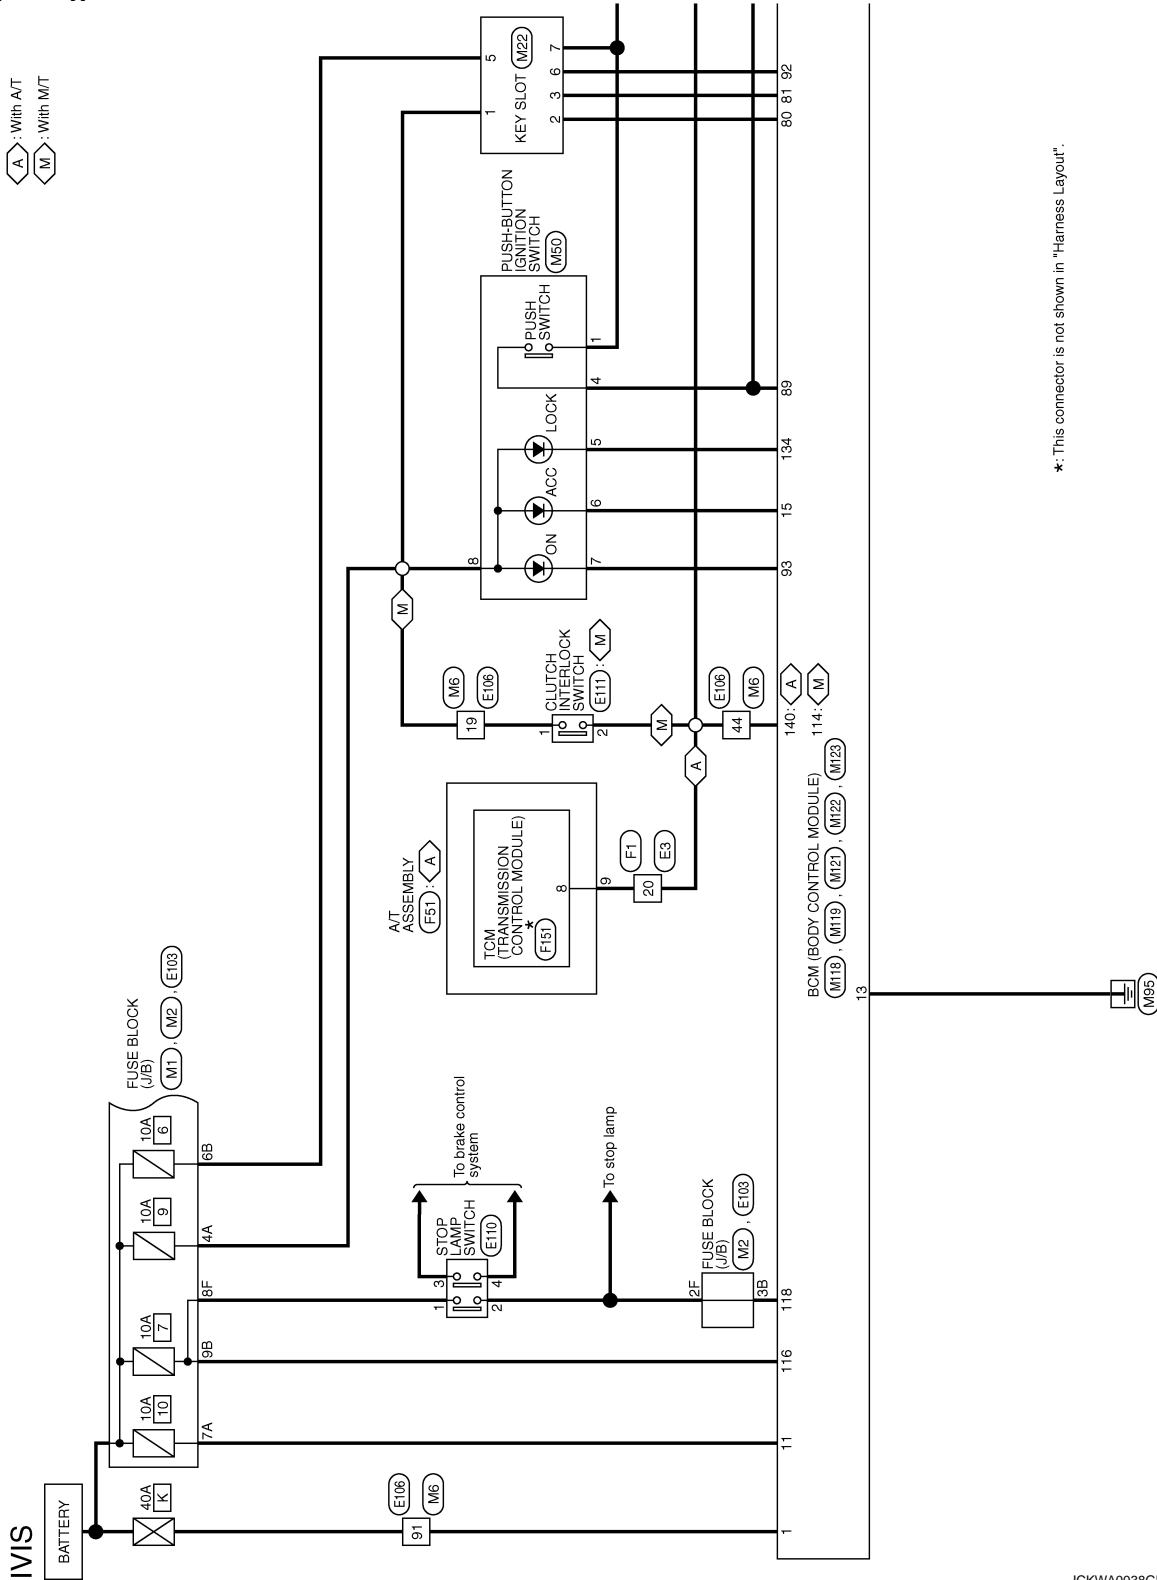 IVIS
BATTERY
40A
K
E106
M6
91
1
10A
10
7A
11
10A
7
9B
116
8F
10A
9
4A
10A
6
6B
FUSE BLOCK
(J/B)
M1 , M2 , E103
1
3
2
4
STOP
LAMP
SWITCH
E110
To brake control
system
To stop lamp
2F
3B
FUSE BLOCK
(J/B)
M2 , E103
118
A/T
ASSEMBLY
F51 : A
TCM
(TRANSMISSION
CONTROL MODULE)
*
F151
8
9
20
F1
E3
A
13
M95
BCM (BODY CONTROL MODULE)
M118 , M119 , M121 , M122 , M123
M6
E106
19
1
2
CLUTCH
INTERLOCK
SWITCH
E111 : M
M
M
44
E106
M6
140: A
114: M
8
ON
ACC
LOCK
PUSH
SWITCH
7
6
5
4
1
93
15
134
89
PUSH-BUTTON
IGNITION
SWITCH
M50
1
5
KEY SLOT
M22
2
3
6
7
80
81
92
A : With A/T
M : With M/T
*: This connector is not shown in "Harness Layout".